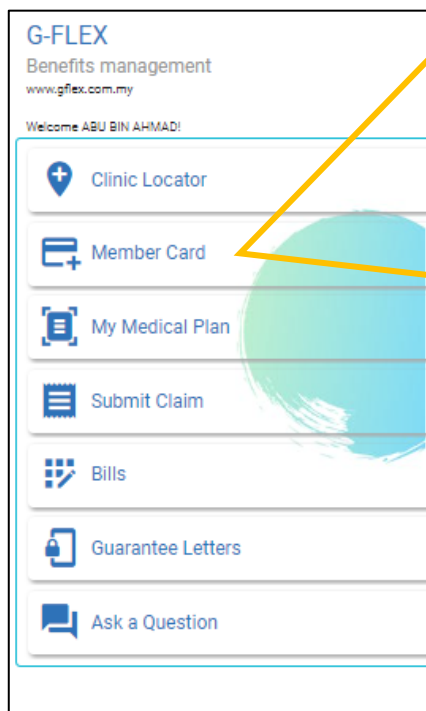 G-FLEX
Benefits management
www.gflex.com.my
Welcome ABU BIN AHMAD!
Clinic Locator
Member Card
My Medical Plan
Submit Claim
Bills
Guarantee Letters
Ask a Question